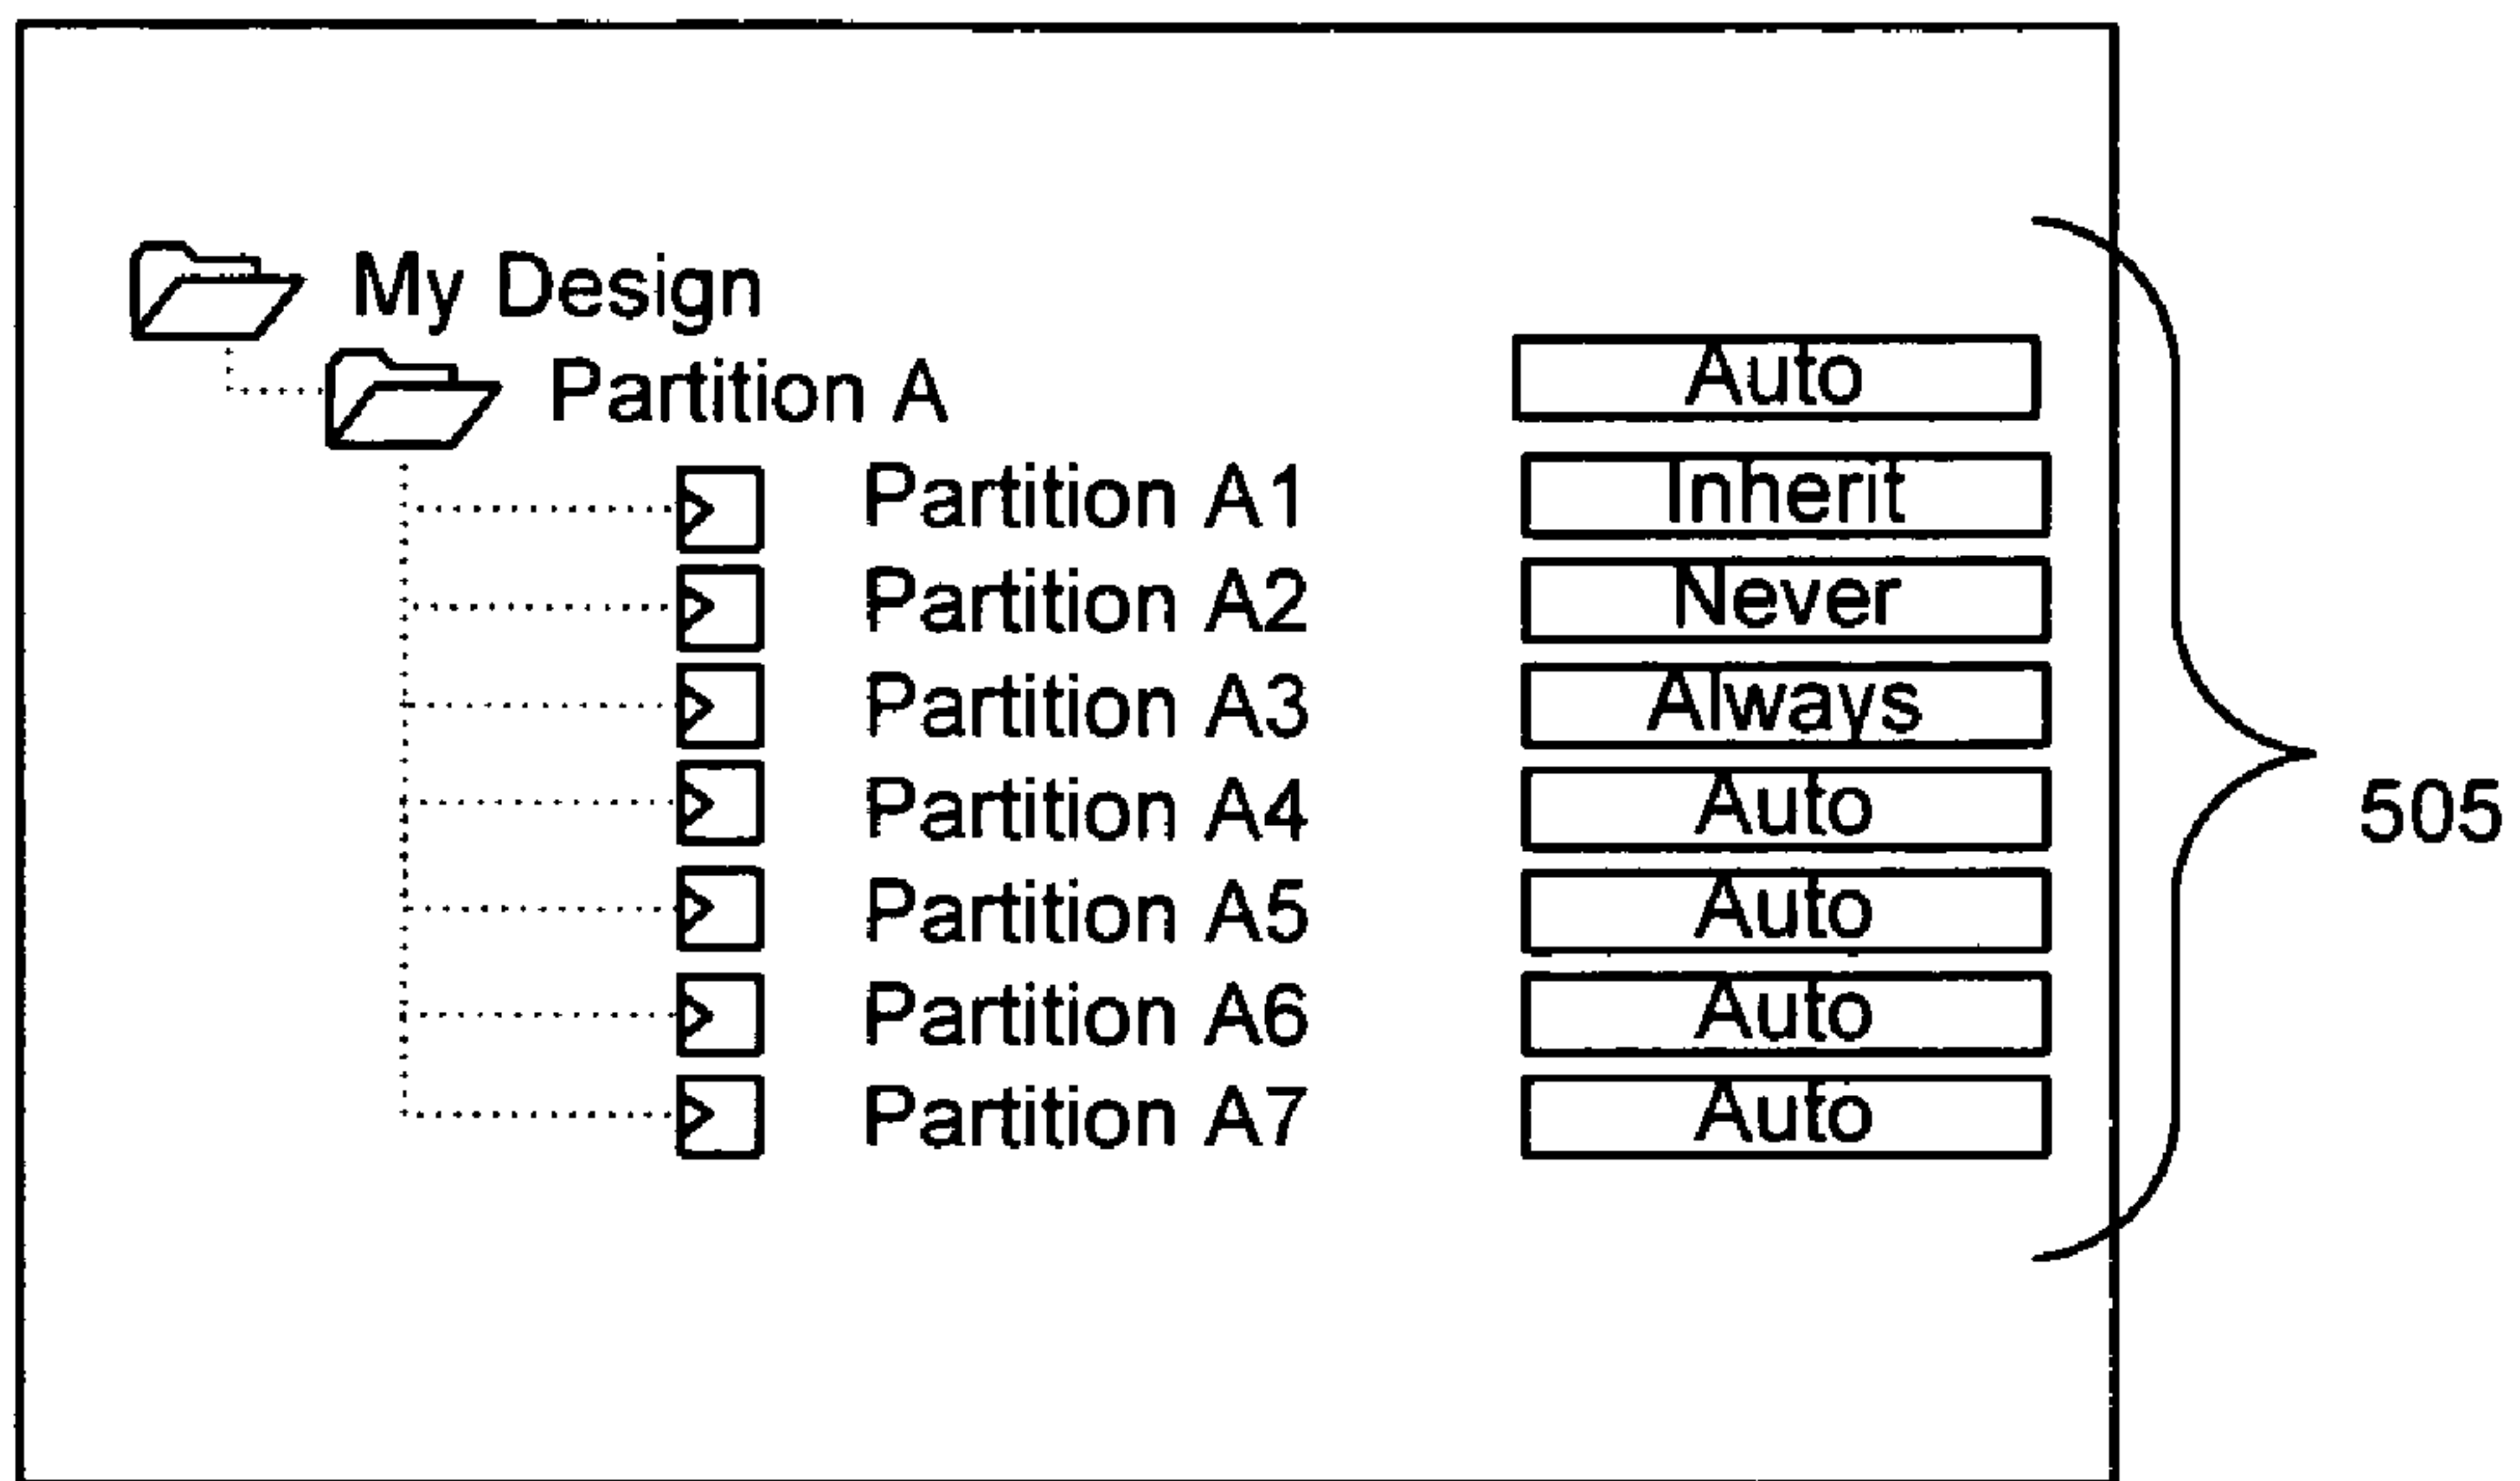 My Design
Partition A Auto
Partition A1 Inherit
Partition A2 Never
Partition A3 Always
Partition A4 Auto
Partition A5 Auto
Partition A6 Auto
Partition A7 Auto
505